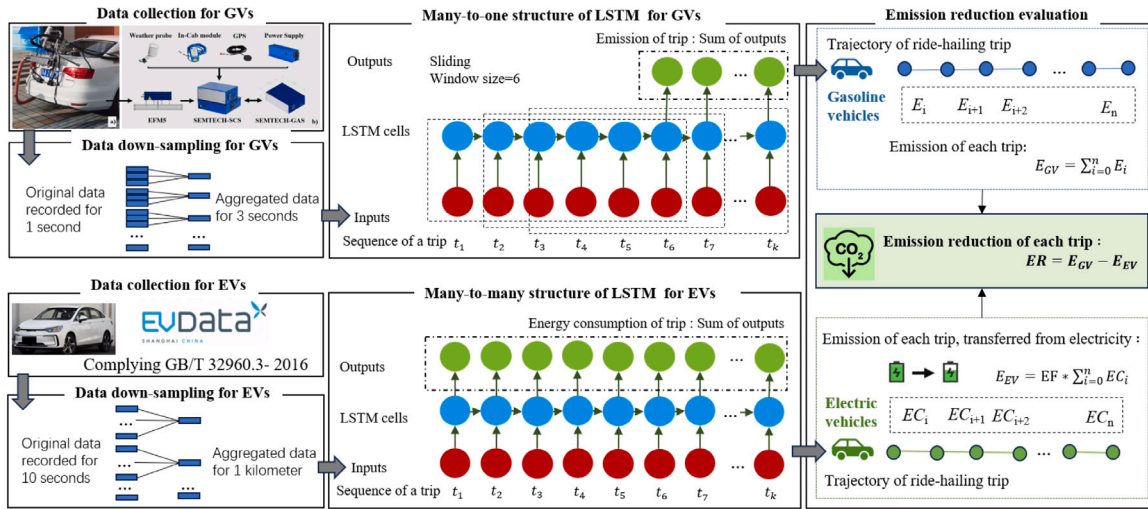 Data collection for GVs
Weather probe
In-Cab module
GPS
Power Supply
EFM5
SEMTECH-SCS
SEMTECH-GAS
a)
b)
Data down-sampling for GVs
Original data
recorded for
1 second
Aggregated data
for 3 seconds
...
...
Many-to-one structure of LSTM for GVs
Emission of trip : Sum of outputs
Outputs
Sliding
Window size=6
...
LSTM cells
...
Inputs
...
Sequence of a trip t₁ t₂ t₃ t₄ t₅ t₆ t₇ tₖ
Data collection for EVs
EVDATA
SHANGHAI CHINA
Complying GB/T 32960.3- 2016
Data down-sampling for EVs
Original data
recorded for
10 seconds
Aggregated data
for 1 kilometer
...
...
...
...
Many-to-many structure of LSTM for EVs
Energy consumption of trip : Sum of outputs
Outputs
...
LSTM cells
...
Inputs
...
Sequence of a trip t₁ t₂ t₃ t₄ t₅ t₆ t₇ tₖ
Emission reduction evaluation
Trajectory of ride-hailing trip
...
Gasoline
vehicles
Eᵢ Eᵢ₊₁ Eᵢ₊₂ Eₙ
Emission of each trip:
E_GV = ∑ⁿᵢ₌₀ Eᵢ
CO₂
Emission reduction of each trip :
ER = E_GV − E_EV
Emission of each trip, transferred from electricity :
E_EV = EF * ∑ⁿᵢ₌₀ ECᵢ
Electric
vehicles
ECᵢ ECᵢ₊₁ ECᵢ₊₂ ECₙ
...
Trajectory of ride-hailing trip